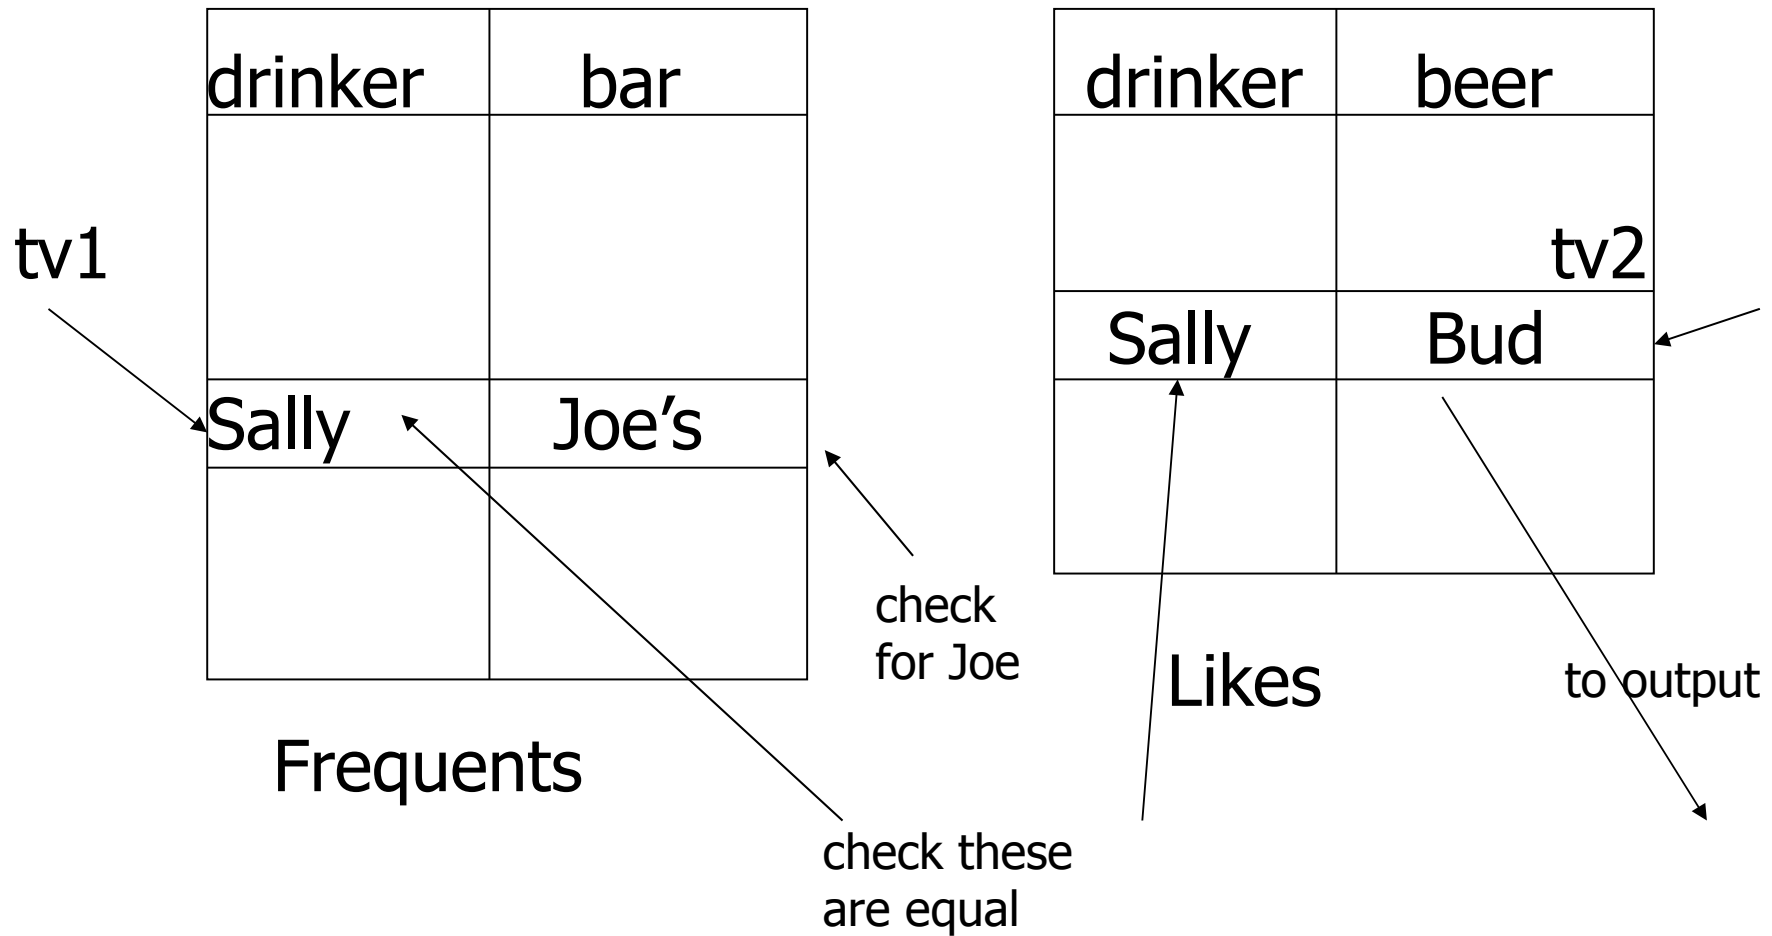 drinker bar
drinker beer
tv1
tv2
Sally Bud
Sally Joe’s
check
for Joe
Likes
to output
Frequents
check these
are equal